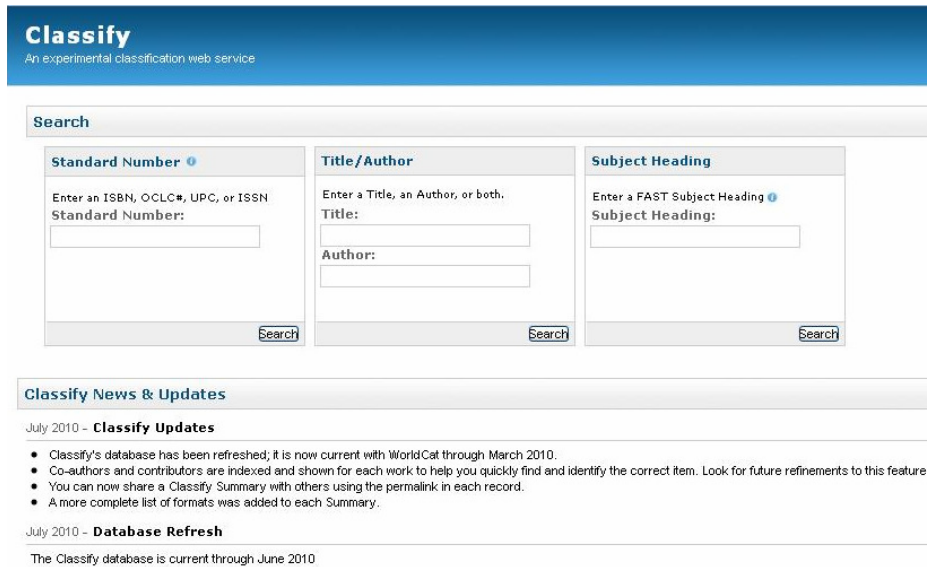 Classify
An experimental classification web service
Search
Standard Number
Enter an ISBN, OCLC#, UPC, or ISSN
Standard Number:
Search
Title/Author
Enter a Title, an Author, or both.
Title:
Author:
Search
Subject Heading
Enter a FAST Subject Heading
Subject Heading:
Search
Classify News & Updates
July 2010 - Classify Updates
• Classify's database has been refreshed; it is now current with WorldCat through March 2010.
• Co-authors and contributors are indexed and shown for each work to help you quickly find and identify the correct item. Look for future refinements to this feature
• You can now share a Classify Summary with others using the permalink in each record.
• A more complete list of formats was added to each Summary.
July 2010 - Database Refresh
The Classify database is current through June 2010